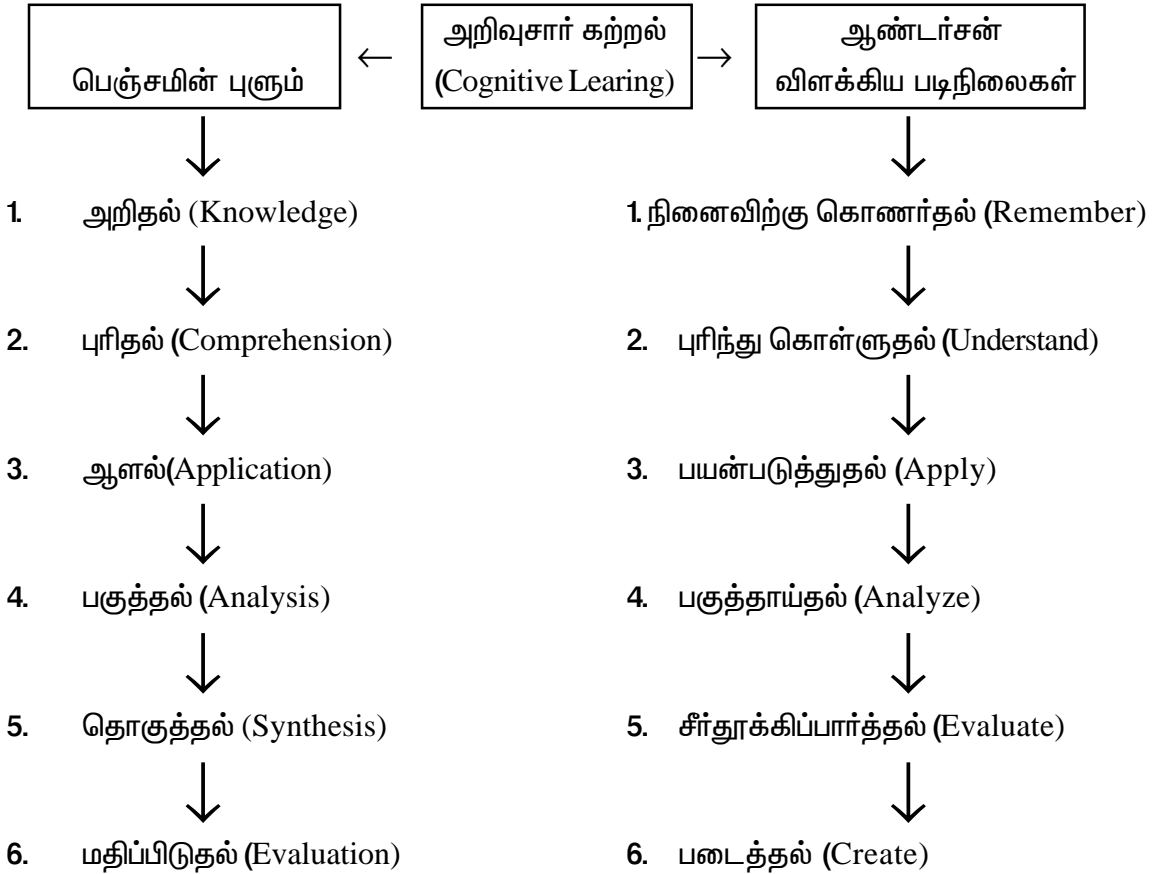 அறிவுசார் கற்றல்
(Cognitive Learing)
பெஞ்சமின் புளூம்
ஆண்டர்சன்
விளக்கிய படிநிலைகள்
1. அறிதல் (Knowledge)
2. புரிதல் (Comprehension)
3. ஆளல்(Application)
4. பகுத்தல் (Analysis)
5. தொகுத்தல் (Synthesis)
6. மதிப்பிடுதல் (Evaluation)
1. நினைவிற்கு கொணர்தல் (Remember)
2. புரிந்து கொள்ளுதல் (Understand)
3. பயன்படுத்துதல் (Apply)
4. பகுத்தாய்தல் (Analyze)
5. சீர்தூக்கிப்பார்த்தல் (Evaluate)
6. படைத்தல் (Create)